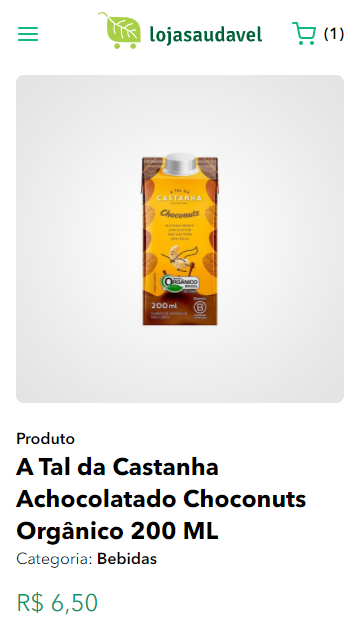 lojasaudavel
(1)
A TAL DA
CASTANHA
Choconuts
ORGÂNICO
BRASIL
200 ml
B
Produto
A Tal da Castanha
Achocolatado Choconuts
Orgânico 200 ML
Categoria: Bebidas
R$ 6,50